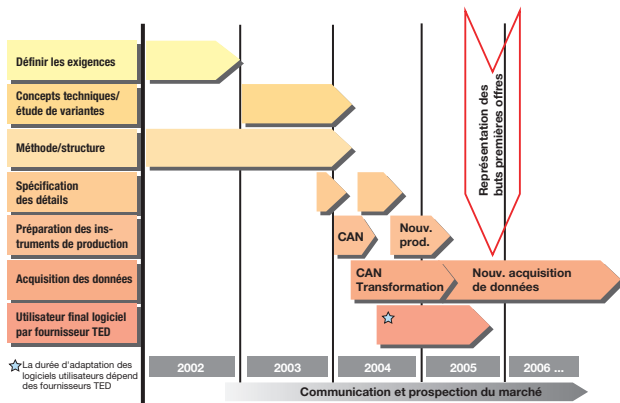 Définir les exigences
Concepts techniques/
étude de variantes
Méthode/structure
Spécification
des détails
Préparation des ins-
truments de production
CAN
Nouv.
prod.
Acquisition des données
CAN
Transformation
Nouv. acquisition
de données
Utilisateur final logiciel
par fournisseur TED
Représentation des
buts premières offres
La durée d'adaptation des
logiciels utilisateurs dépend
des fournisseurs TED
2002
2003
2004
2005
2006 ...
Communication et prospection du marché